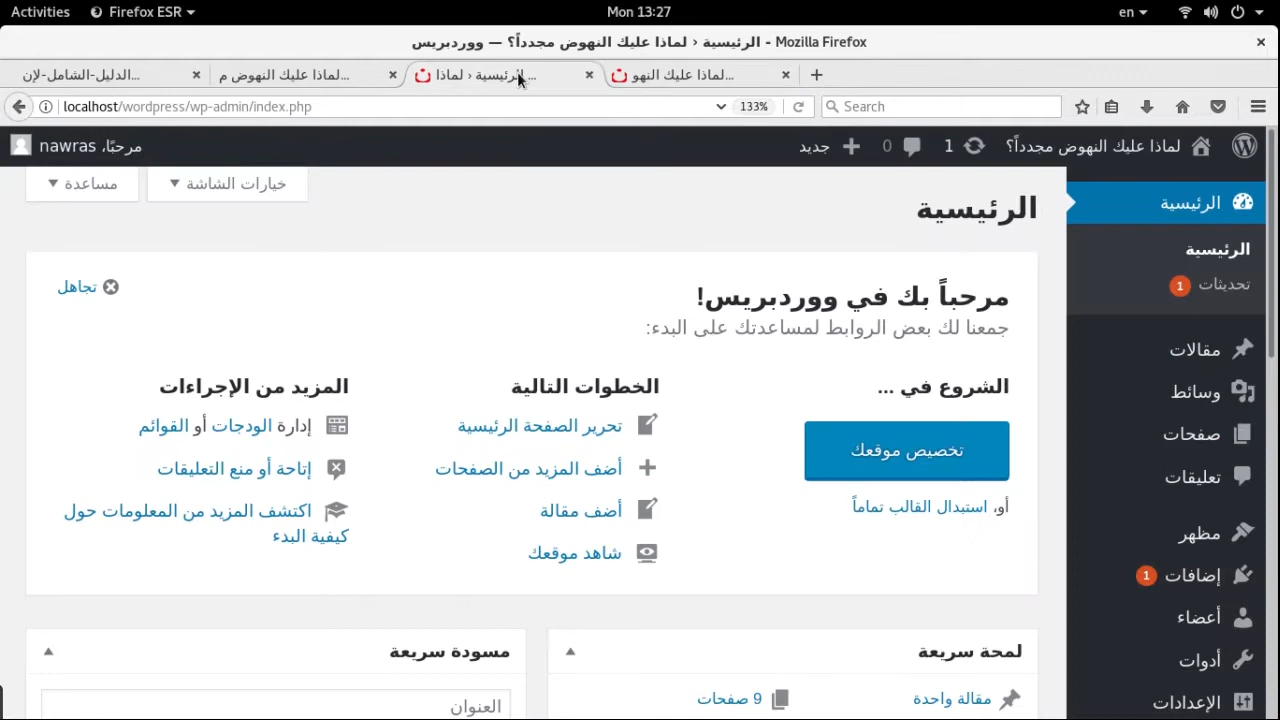 Activities Firefox ESR Mon 13:27 en
الرئيسية ‹ لماذا عليك النهوض مجدداً؟ — ووردبريس - Mozilla Firefox
الدليل-الشامل-لإن...
لماذا عليك النهوض م...
الرئيسية ‹ لماذا ...
لماذا عليك النهو...
localhost/wordpress/wp-admin/index.php 133% Search
لماذا عليك النهوض مجدداً؟ 1 0 جديد
مرحبًا، nawras
خيارات الشاشة
مساعدة
الرئيسية
الرئيسية
تحديثات 1
مقالات
وسائط
صفحات
تعليقات
مظهر
إضافات 1
أعضاء
أدوات
الإعدادات
الرئيسية
تجاهل
مرحباً بك في ووردبريس!
جمعنا لك بعض الروابط لمساعدتك على البدء:
الشروع في ...
تخصيص موقعك
أو، استبدال القالب تماماً
الخطوات التالية
تحرير الصفحة الرئيسية
أضف المزيد من الصفحات
أضف مقالة
شاهد موقعك
المزيد من الإجراءات
إدارة الودجات أو القوائم
إتاحة أو منع التعليقات
اكتشف المزيد من المعلومات حول
كيفية البدء
لمحة سريعة
مقالة واحدة
9 صفحات
مسودة سريعة
العنوان